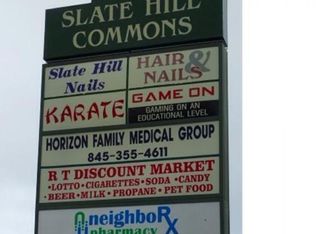 SLATE HILL
COMMONS
Slate Hill
Nails
HAIR &
NAILS
KARATE
GAME ON
GAMING ON AN
EDUCATIONAL LEVEL
HORIZON FAMILY MEDICAL GROUP
845-355-4611
R T DISCOUNT MARKET
•LOTTO•CIGARETTES•SODA•CANDY
•BEER•MILK•PROPANE•PET FOOD
neighboRx
pharmacy